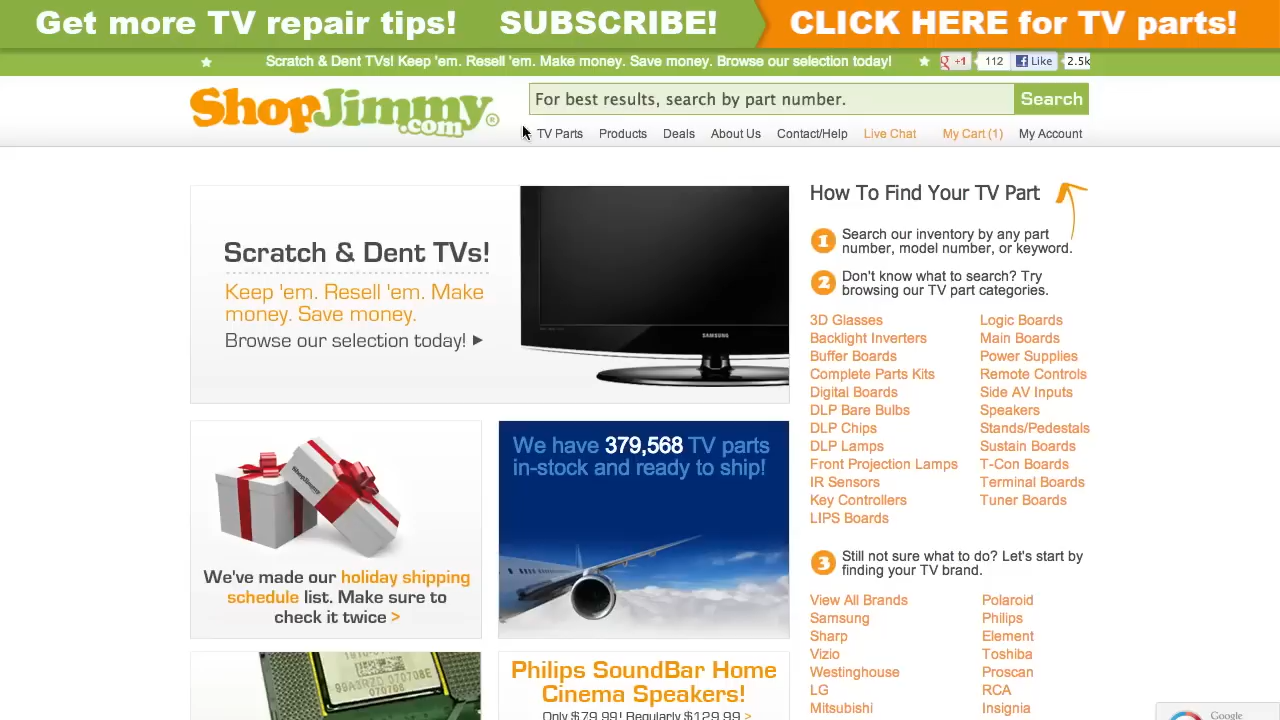 Get more TV repair tips! SUBSCRIBE! CLICK HERE for TV parts!
Scratch & Dent TVs! Keep 'em. Resell 'em. Make money. Save money. Browse our selection today!
+1 112 Like 2.5k
ShopJimmy.com®
For best results, search by part number. Search
TV Parts Products Deals About Us Contact/Help Live Chat My Cart (1) My Account
Scratch & Dent TVs!
Keep 'em. Resell 'em. Make
money. Save money.
Browse our selection today!
SAMSUNG
How To Find Your TV Part
1 Search our inventory by any part
number, model number, or keyword.
2 Don't know what to search? Try
browsing our TV part categories.
3D Glasses
Backlight Inverters
Buffer Boards
Complete Parts Kits
Digital Boards
DLP Bare Bulbs
DLP Chips
DLP Lamps
Front Projection Lamps
IR Sensors
Key Controllers
LIPS Boards
Logic Boards
Main Boards
Power Supplies
Remote Controls
Side AV Inputs
Speakers
Stands/Pedestals
Sustain Boards
T-Con Boards
Terminal Boards
Tuner Boards
3 Still not sure what to do? Let's start by
finding your TV brand.
View All Brands
Samsung
Sharp
Vizio
Westinghouse
LG
Mitsubishi
Polaroid
Philips
Element
Toshiba
Proscan
RCA
Insignia
ShopJimmy
We've made our holiday shipping
schedule list. Make sure to
check it twice >
We have 379,568 TV parts
in-stock and ready to ship!
Philips SoundBar Home
Cinema Speakers!
Only $79.99! Regularly $129.99 >
070706
Google